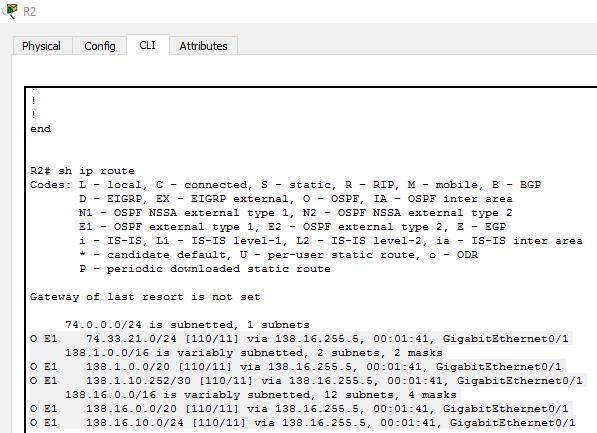 R2
Physical Config CLI Attributes
!
!
!
end
R2# sh ip route
Codes: L - local, C - connected, S - static, R - RIP, M - mobile, B - BGP
D - EIGRP, EX - EIGRP external, O - OSPF, IA - OSPF inter area
N1 - OSPF NSSA external type 1, N2 - OSPF NSSA external type 2
E1 - OSPF external type 1, E2 - OSPF external type 2, E - EGP
i - IS-IS, L1 - IS-IS level-1, L2 - IS-IS level-2, ia - IS-IS inter area
* - candidate default, U - per-user static route, o - ODR
P - periodic downloaded static route
Gateway of last resort is not set
74.0.0.0/24 is subnetted, 1 subnets
O E1 74.33.21.0/24 [110/11] via 138.16.255.5, 00:01:41, GigabitEthernet0/1
138.1.0.0/16 is variably subnetted, 2 subnets, 2 masks
O E1 138.1.0.0/20 [110/11] via 138.16.255.5, 00:01:41, GigabitEthernet0/1
O E1 138.1.10.252/30 [110/11] via 138.16.255.5, 00:01:41, GigabitEthernet0/1
138.16.0.0/16 is variably subnetted, 12 subnets, 4 masks
O E1 138.16.0.0/20 [110/11] via 138.16.255.5, 00:01:41, GigabitEthernet0/1
O E1 138.16.10.0/24 [110/11] via 138.16.255.5, 00:01:41, GigabitEthernet0/1